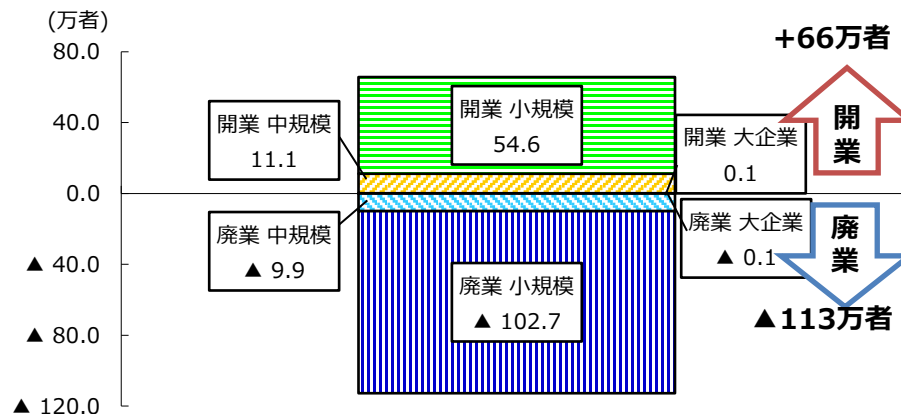 (万者)
80.0
40.0
0.0
▲ 40.0
▲ 80.0
▲ 120.0
開業 中規模
11.1
開業 小規模
54.6
開業 大企業
0.1
廃業 中規模
▲ 9.9
廃業 小規模
▲ 102.7
廃業 大企業
▲ 0.1
+66万者
開業
廃業
▲113万者